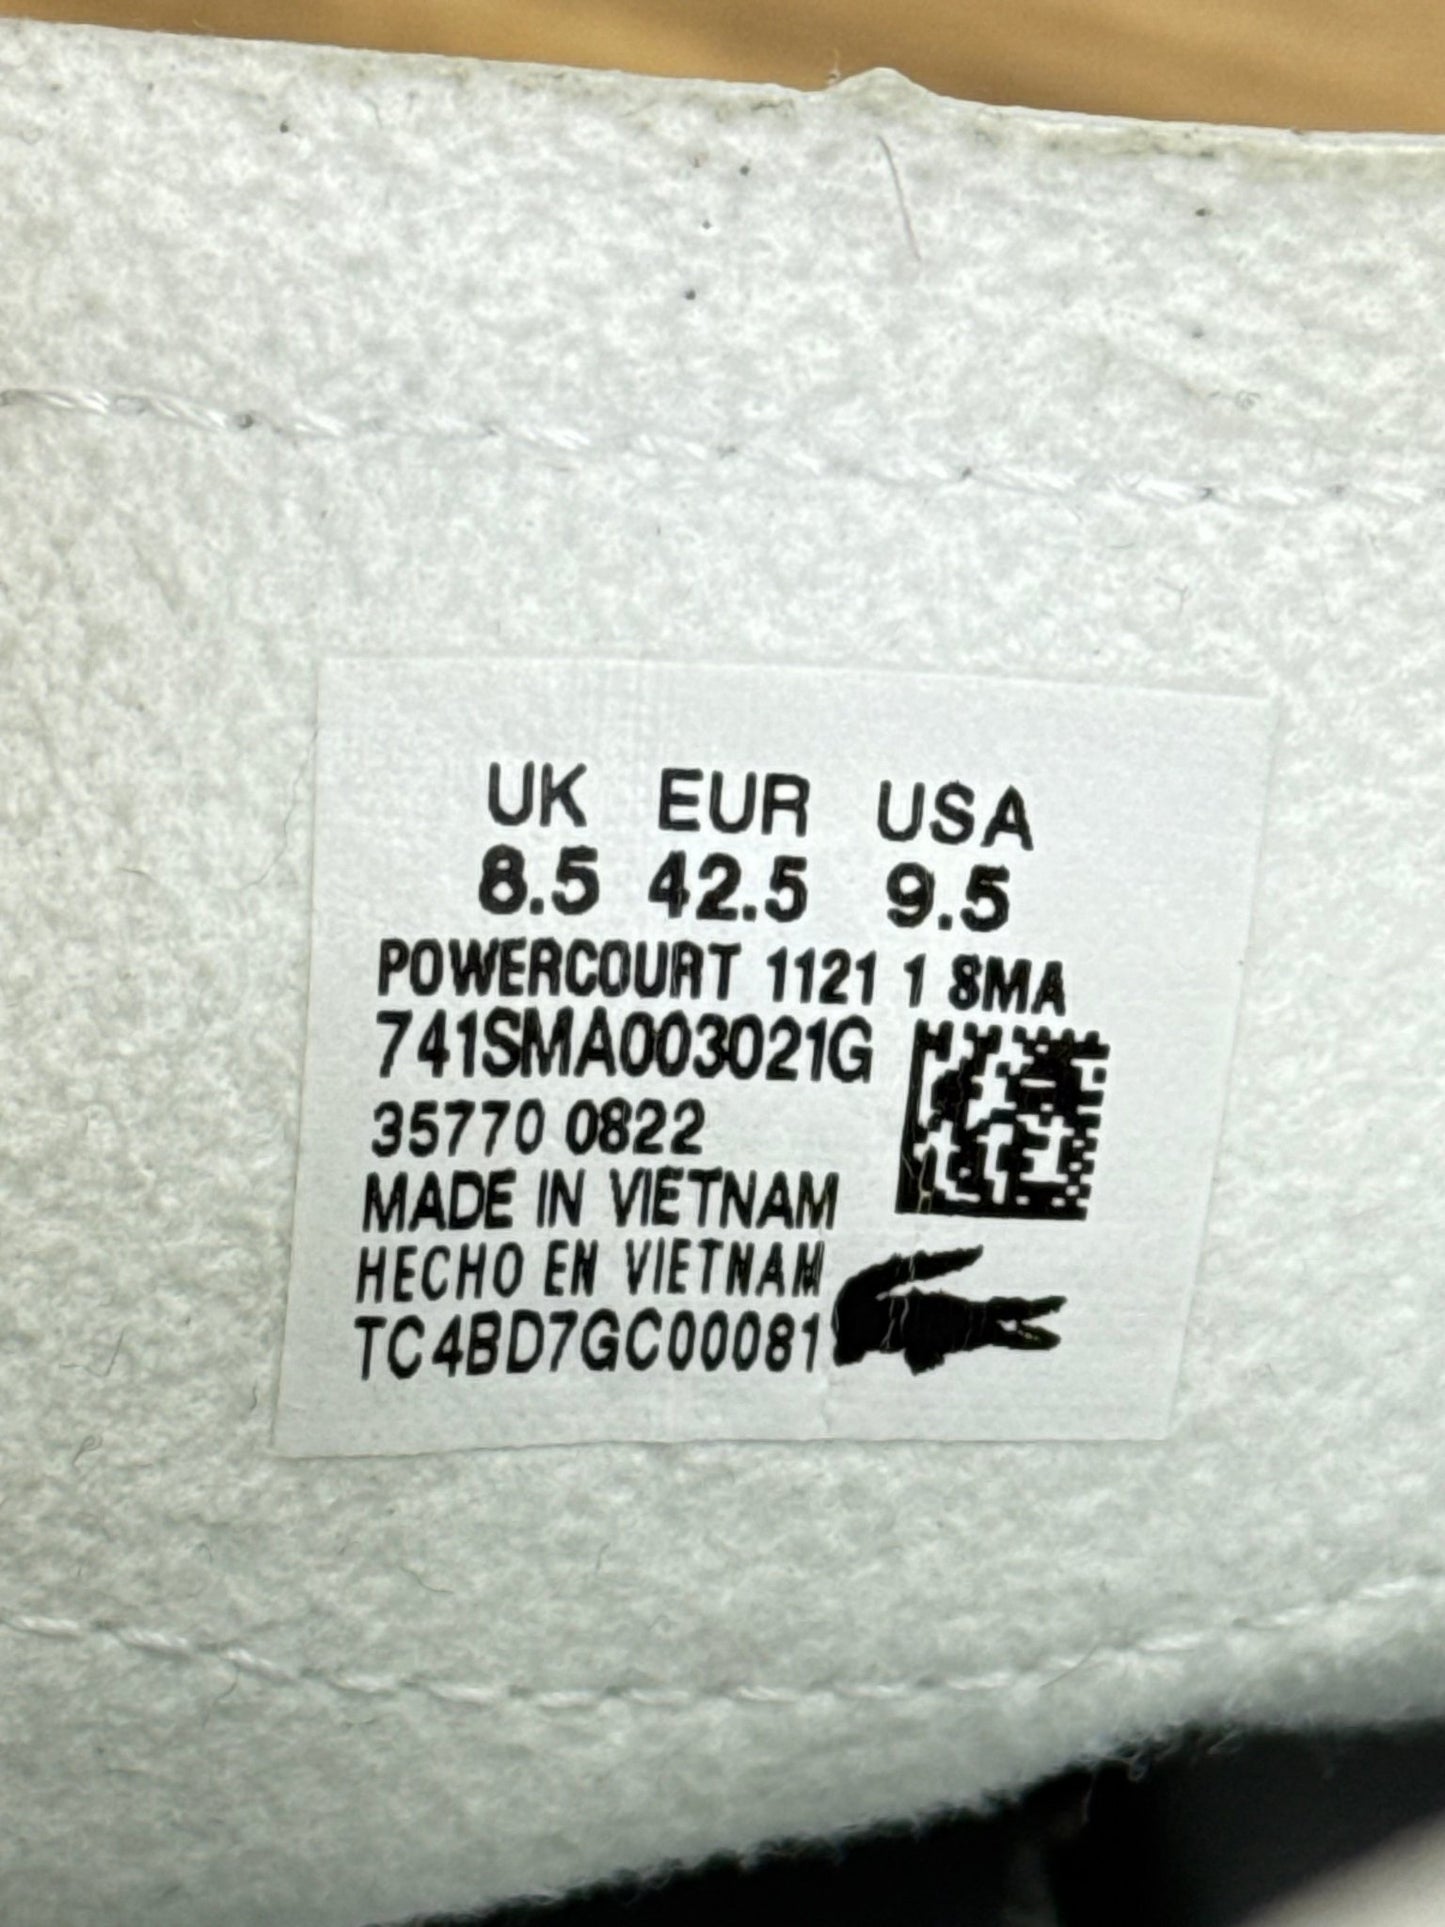 UK EUR USA
8.5 42.5 9.5
POWERCOURT 1121 1 SMA
741SMA003021G
35770 0822
MADE IN VIETNAM
HECHO EN VIETNAM
TC4BD7GC00081